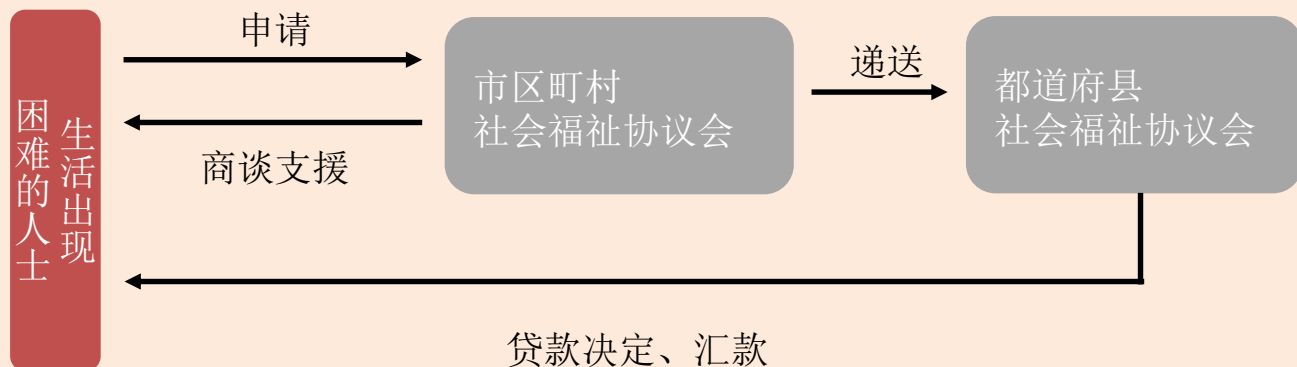 生活出现
困难的人士
申请
商谈支援
市区町村
社会福祉协议会
递送
都道府县
社会福祉协议会
贷款决定、汇款